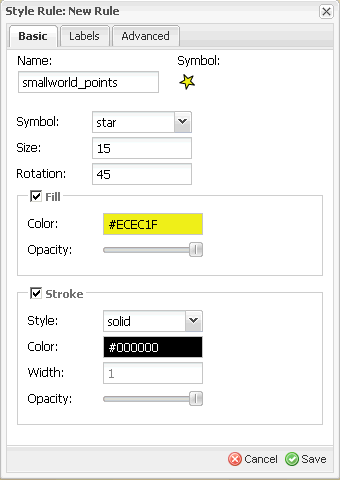 Style Rule: New Rule
Basic Labels Advanced
Name: Symbol:
smallworld_points
Symbol: star
Size: 15
Rotation: 45
Fill
Color: #ECEC1F
Opacity:
Stroke
Style: solid
Color: #000000
Width: 1
Opacity:
Cancel Save